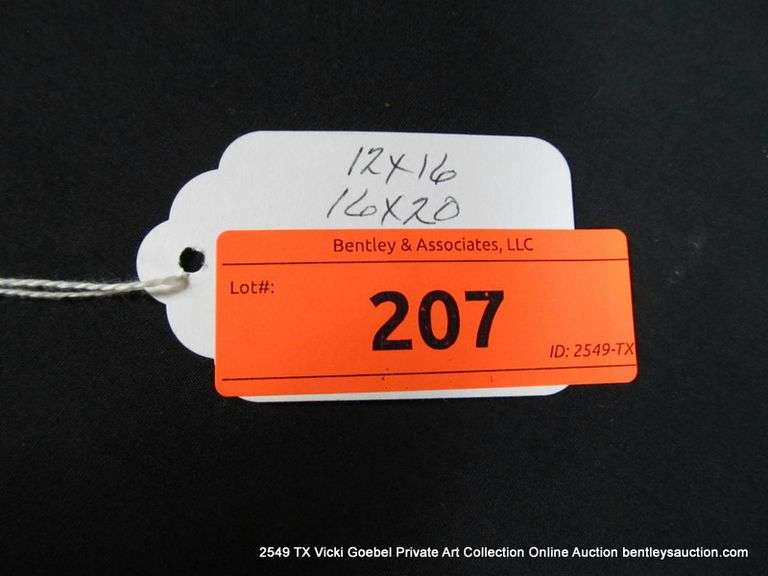 12x16
16x20
Bentley & Associates, LLC
Lot#:
207
ID: 2549-TX
2549 TX Vicki Goebel Private Art Collection Online Auction bentleysauction.com